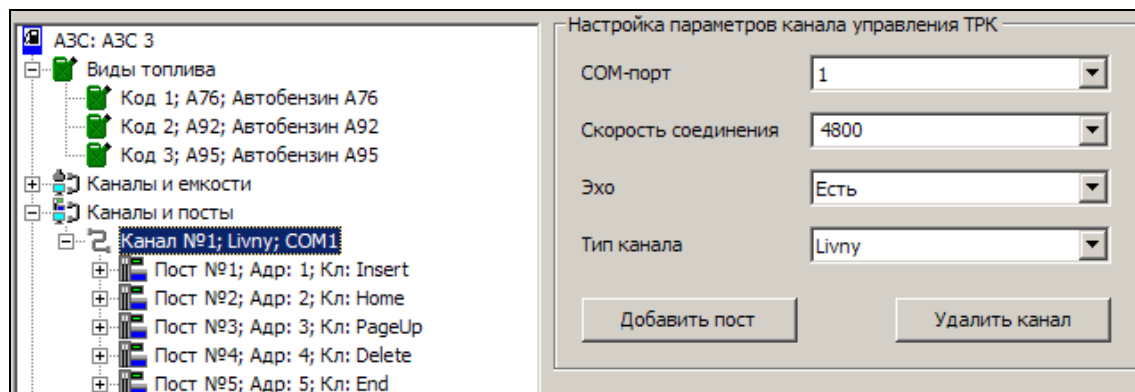 АЗС: АЗС 3
Виды топлива
Код 1; А76; Автобензин А76
Код 2; А92; Автобензин А92
Код 3; А95; Автобензин А95
Каналы и емкости
Каналы и посты
Канал №1; Livny; COM1
Пост №1; Адр: 1; Кл: Insert
Пост №2; Адр: 2; Кл: Home
Пост №3; Адр: 3; Кл: PageUp
Пост №4; Адр: 4; Кл: Delete
Пост №5; Адр: 5; Кл: End
Настройка параметров канала управления ТРК
COM-порт 1
Скорость соединения 4800
Эхо Есть
Тип канала Livny
Добавить пост Удалить канал